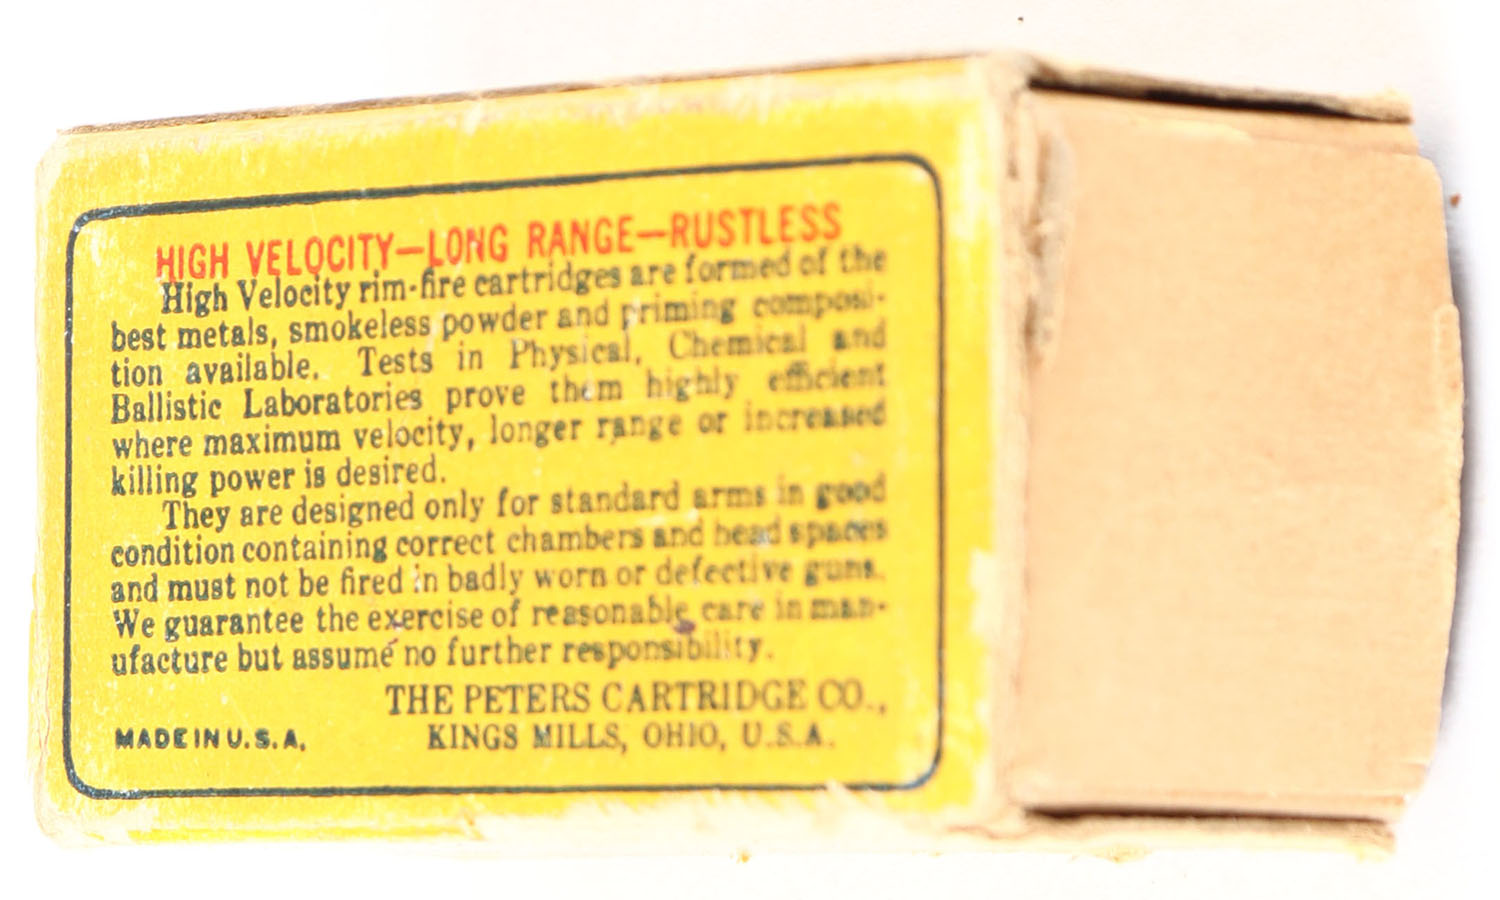 HIGH VELOCITY—LONG RANGE—RUSTLESS
High Velocity rim-fire cartridges are formed of the
best metals, smokeless powder and priming composi-
tion available. Tests in Physical, Chemical and
Ballistic Laboratories prove them highly efficient
where maximum velocity, longer range or increased
killing power is desired.
They are designed only for standard arms in good
condition containing correct chambers and head spaces
and must not be fired in badly worn or defective guns.
We guarantee the exercise of reasonable care in man-
ufacture but assume no further responsibility.
THE PETERS CARTRIDGE CO.,
MADE IN U.S.A. KINGS MILLS, OHIO, U.S.A.